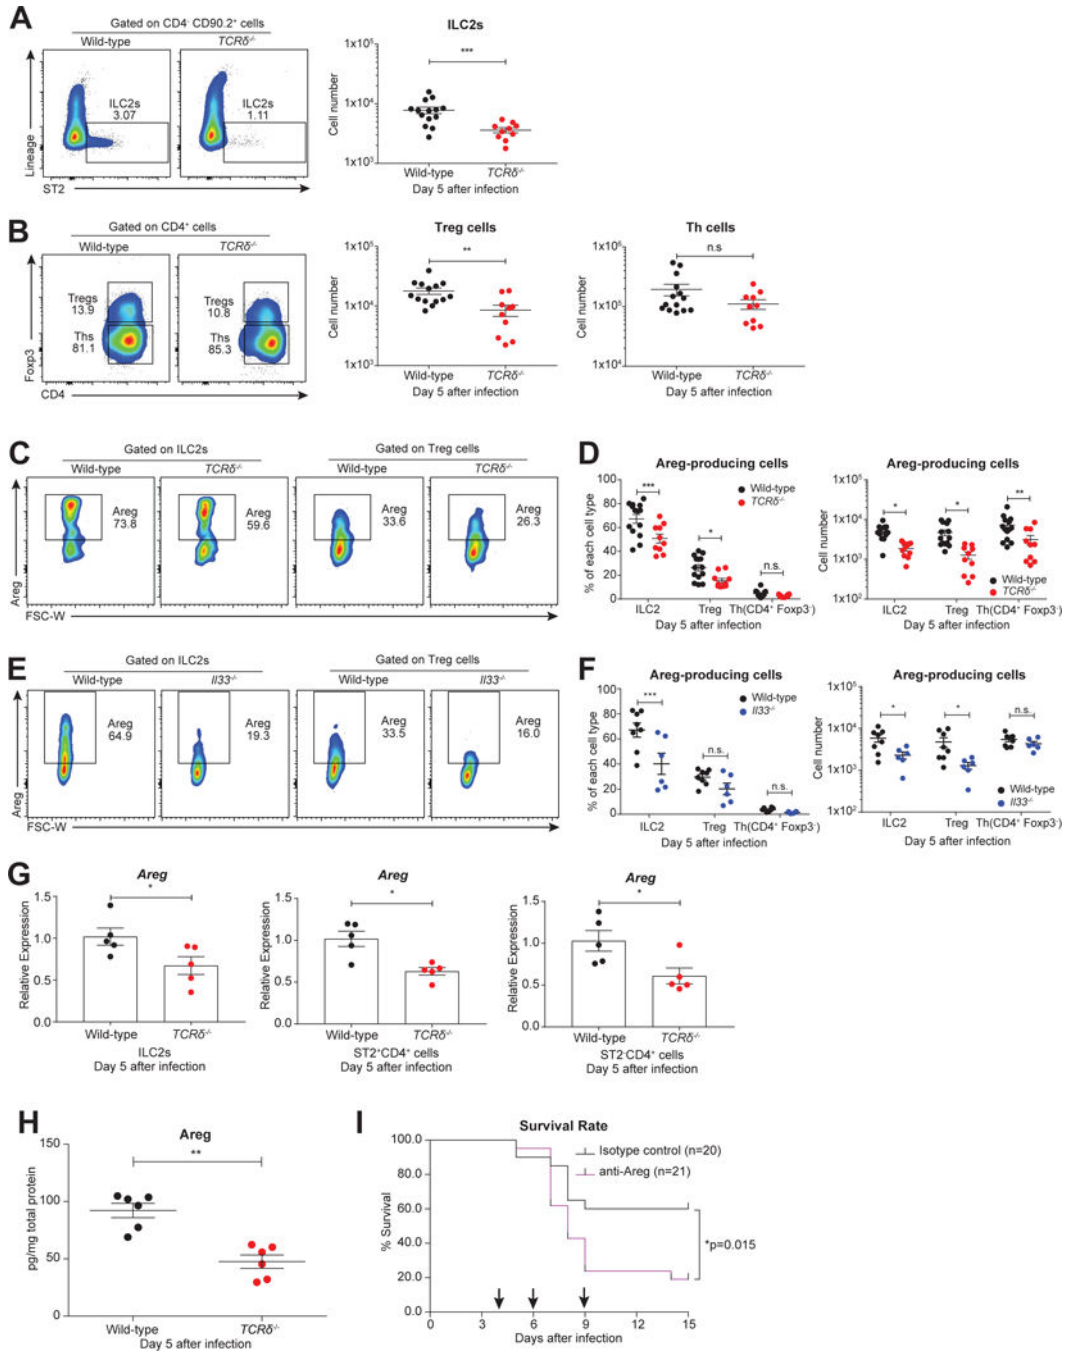 A
Gated on CD4⁻ CD90.2⁺ cells
Wild-type TCRδ⁻/⁻
ILC2s 3.07
ILC2s 1.11
Lineage
ST2
ILC2s
***
Cell number
1x10⁵
1x10⁴
1x10³
Wild-type TCRδ⁻/⁻
Day 5 after infection
B
Gated on CD4⁺ cells
Wild-type TCRδ⁻/⁻
Tregs 13.9
Ths 81.1
Tregs 10.8
Ths 85.3
Foxp3
CD4
Treg cells
**
Cell number
1x10⁵
1x10⁴
1x10³
Wild-type TCRδ⁻/⁻
Day 5 after infection
Th cells
n.s
Cell number
1x10⁶
1x10⁵
1x10⁴
Wild-type TCRδ⁻/⁻
Day 5 after infection
C
Gated on ILC2s
Gated on Treg cells
Wild-type TCRδ⁻/⁻ Wild-type TCRδ⁻/⁻
Areg 73.8
Areg 59.6
Areg 33.6
Areg 26.3
Areg
FSC-W
D
Areg-producing cells
Wild-type
TCRδ⁻/⁻
*** * n.s.
% of each cell type
100
80
60
40
20
0
ILC2 Treg Th(CD4⁺ Foxp3⁻)
Day 5 after infection
Areg-producing cells
* * **
Cell number
1x10⁵
1x10⁴
1x10³
1x10²
Wild-type
TCRδ⁻/⁻
ILC2 Treg Th(CD4⁺ Foxp3⁻)
Day 5 after infection
E
Gated on ILC2s
Gated on Treg cells
Wild-type Il33⁻/⁻ Wild-type Il33⁻/⁻
Areg 64.9
Areg 19.3
Areg 33.5
Areg 16.0
Areg
FSC-W
F
Areg-producing cells
Wild-type
Il33⁻/⁻
*** n.s. n.s.
% of each cell type
100
80
60
40
20
0
ILC2 Treg Th(CD4⁺ Foxp3⁻)
Day 5 after infection
Areg-producing cells
* * n.s.
Cell number
1x10⁵
1x10⁴
1x10³
1x10²
Wild-type
Il33⁻/⁻
ILC2 Treg Th(CD4⁺ Foxp3⁻)
Day 5 after infection
G
Areg
*
Relative Expression
1.5
1.0
0.5
0.0
Wild-type TCRδ⁻/⁻
ILC2s
Day 5 after infection
Areg
*
Relative Expression
1.5
1.0
0.5
0.0
Wild-type TCRδ⁻/⁻
ST2⁺CD4⁺ cells
Day 5 after infection
Areg
*
Relative Expression
1.5
1.0
0.5
0.0
Wild-type TCRδ⁻/⁻
ST2⁻CD4⁺ cells
Day 5 after infection
H
Areg
**
pg/mg total protein
150
100
50
0
Wild-type TCRδ⁻/⁻
Day 5 after infection
I
Survival Rate
Isotype control (n=20)
anti-Areg (n=21)
*p=0.015
% Survival
100.0
80.0
60.0
40.0
20.0
0.0
0 3 6 9 12 15
Days after infection